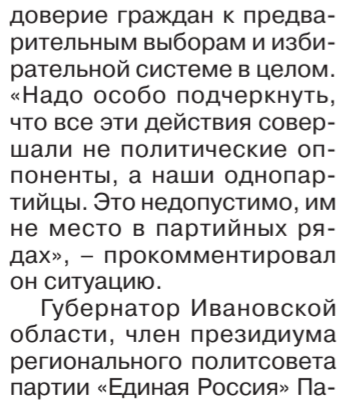 доверие граждан к предва-
рительным выборам и изби-
рательной системе в целом.
«Надо особо подчеркнуть,
что все эти действия совер-
шали не политические оп-
поненты, а наши однопар-
тийцы. Это недопустимо, им
не место в партийных ря-
дах», – прокомментировал
он ситуацию.
Губернатор Ивановской
области, член президиума
регионального политсовета
партии «Единая Россия» Па-